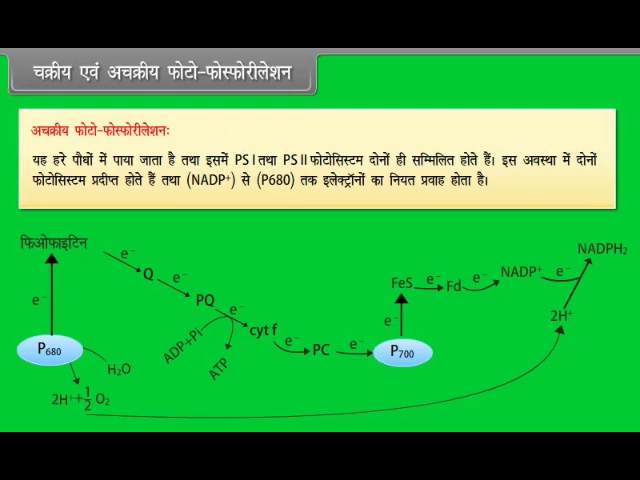 चक्रीय एवं अचक्रीय फोटो-फोस्फोरीलेशन
अचक्रीय फोटो-फोस्फोरीलेशनः
यह हरे पौधों में पाया जाता है तथा इसमें PS I तथा PS II फोटोसिस्टम दोनों ही सम्मिलित होते हैं। इस अवस्था में दोनों
फोटोसिस्टम प्रदीप्त होते हैं तथा (NADP⁺) से (P680) तक इलेक्ट्रॉनों का नियत प्रवाह होता है।
फिओफाइटिन
e⁻
Q
e⁻
PQ
e⁻
cyt f
e⁻
PC
e⁻
P₇₀₀
e⁻
FeS
e⁻
Fd
e⁻
NADP⁺
e⁻
NADPH₂
2H⁺
e⁻
P₆₈₀
H₂O
2H⁺+½ O₂
ADP+Pi
ATP